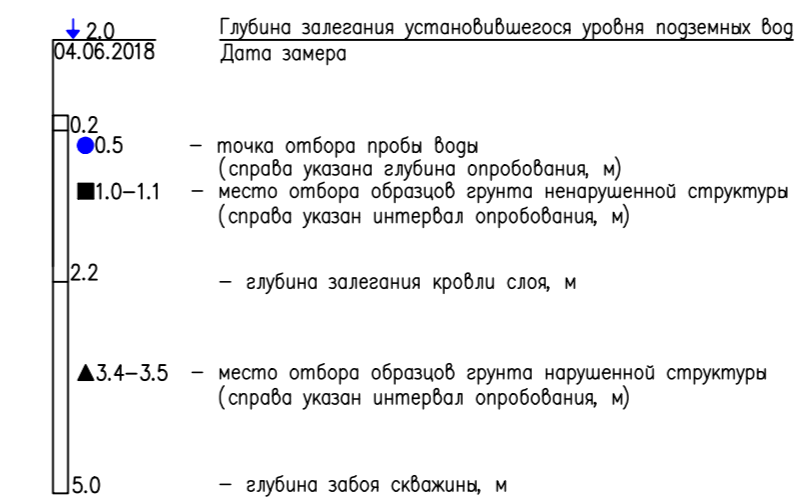 2.0 Глубина залегания установившегося уровня подземных вод
04.06.2018 Дата замера
0.2
0.5 – точка отбора пробы воды
(справа указана глубина опробования, м)
1.0–1.1 – место отбора образцов грунта ненарушенной структуры
(справа указан интервал опробования, м)
2.2 – глубина залегания кровли слоя, м
3.4–3.5 – место отбора образцов грунта нарушенной структуры
(справа указан интервал опробования, м)
5.0 – глубина забоя скважины, м